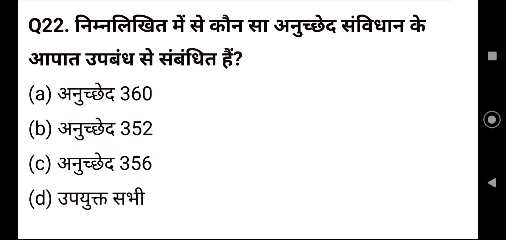 Q22. निम्नलिखित में से कौन सा अनुच्छेद संविधान के
आपात उपबंध से संबंधित हैं?
(a) अनुच्छेद 360
(b) अनुच्छेद 352
(c) अनुच्छेद 356
(d) उपयुक्त सभी